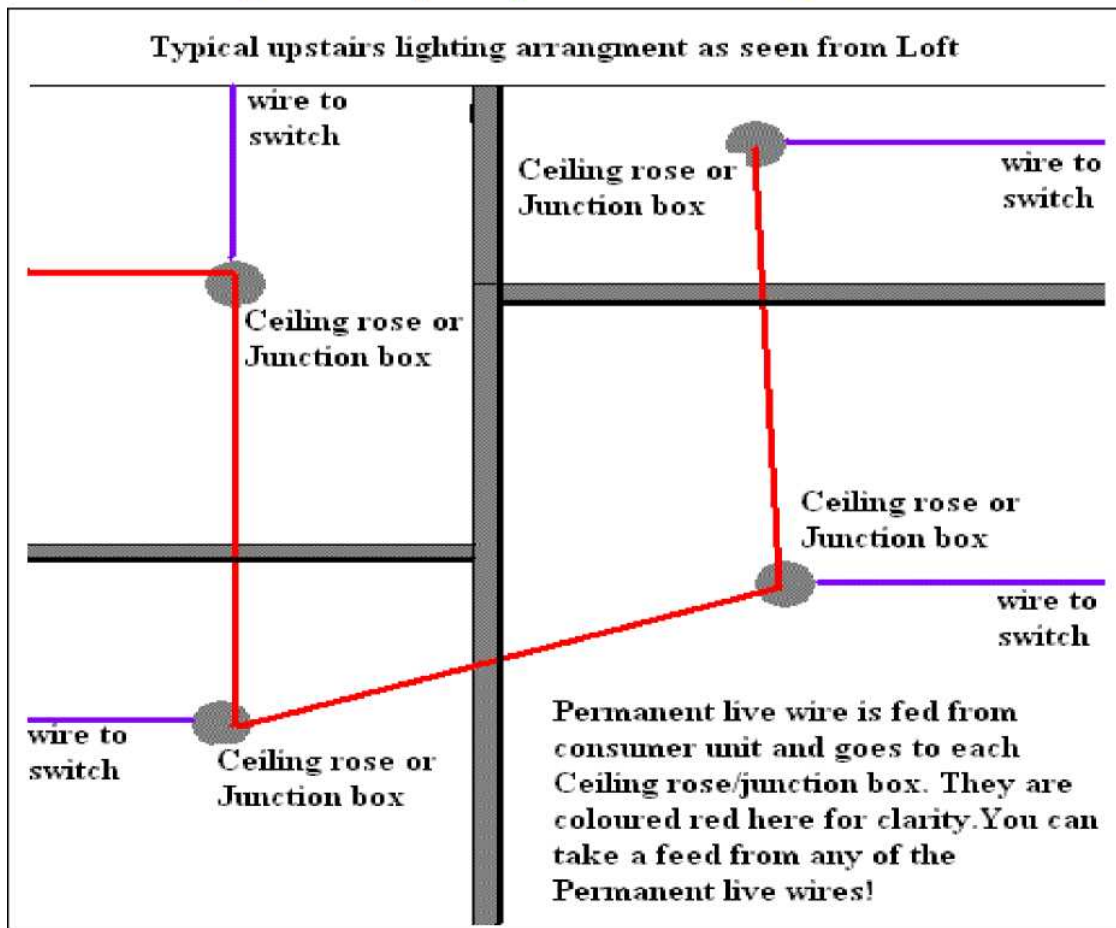 Typical upstairs lighting arrangment as seen from Loft
wire to
switch
Ceiling rose or
Junction box
wire to
switch
Ceiling rose or
Junction box
Ceiling rose or
Junction box
wire to
switch
wire to
switch
Ceiling rose or
Junction box
Permanent live wire is fed from
consumer unit and goes to each
Ceiling rose/junction box. They are
coloured red here for clarity.You can
take a feed from any of the
Permanent live wires!